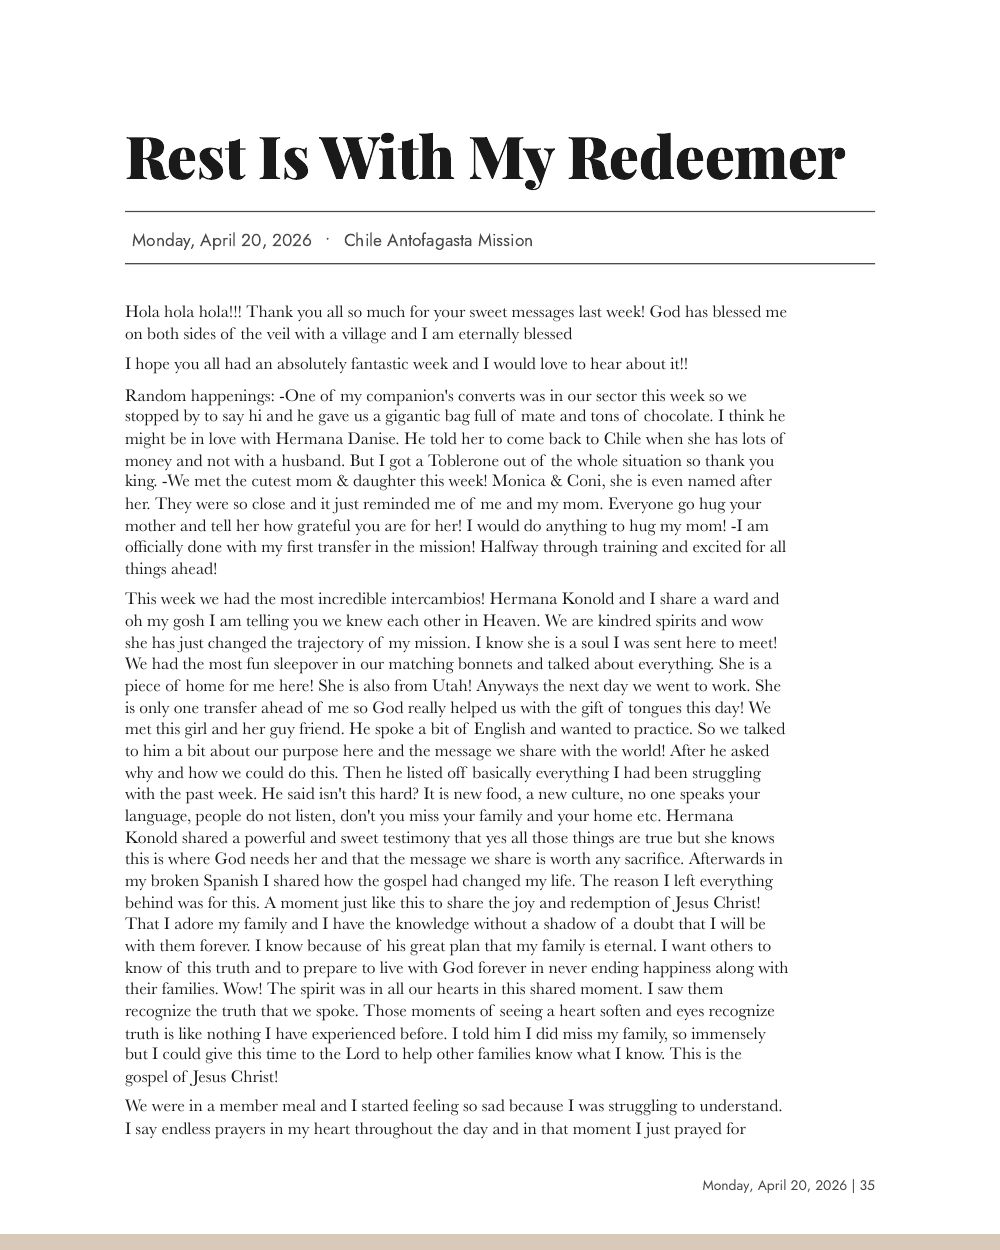 Rest Is With My Redeemer
Monday, April 20, 2026 · Chile Antofagasta Mission
Hola hola hola!!! Thank you all so much for your sweet messages last week! God has blessed me
on both sides of the veil with a village and I am eternally blessed
I hope you all had an absolutely fantastic week and I would love to hear about it!!
Random happenings: -One of my companion's converts was in our sector this week so we
stopped by to say hi and he gave us a gigantic bag full of mate and tons of chocolate. I think he
might be in love with Hermana Danise. He told her to come back to Chile when she has lots of
money and not with a husband. But I got a Toblerone out of the whole situation so thank you
king. -We met the cutest mom & daughter this week! Monica & Coni, she is even named after
her. They were so close and it just reminded me of me and my mom. Everyone go hug your
mother and tell her how grateful you are for her! I would do anything to hug my mom! -I am
officially done with my first transfer in the mission! Halfway through training and excited for all
things ahead!
This week we had the most incredible intercambios! Hermana Konold and I share a ward and
oh my gosh I am telling you we knew each other in Heaven. We are kindred spirits and wow
she has just changed the trajectory of my mission. I know she is a soul I was sent here to meet!
We had the most fun sleepover in our matching bonnets and talked about everything. She is a
piece of home for me here! She is also from Utah! Anyways the next day we went to work. She
is only one transfer ahead of me so God really helped us with the gift of tongues this day! We
met this girl and her guy friend. He spoke a bit of English and wanted to practice. So we talked
to him a bit about our purpose here and the message we share with the world! After he asked
why and how we could do this. Then he listed off basically everything I had been struggling
with the past week. He said isn't this hard? It is new food, a new culture, no one speaks your
language, people do not listen, don't you miss your family and your home etc. Hermana
Konold shared a powerful and sweet testimony that yes all those things are true but she knows
this is where God needs her and that the message we share is worth any sacrifice. Afterwards in
my broken Spanish I shared how the gospel had changed my life. The reason I left everything
behind was for this. A moment just like this to share the joy and redemption of Jesus Christ!
That I adore my family and I have the knowledge without a shadow of a doubt that I will be
with them forever. I know because of his great plan that my family is eternal. I want others to
know of this truth and to prepare to live with God forever in never ending happiness along with
their families. Wow! The spirit was in all our hearts in this shared moment. I saw them
recognize the truth that we spoke. Those moments of seeing a heart soften and eyes recognize
truth is like nothing I have experienced before. I told him I did miss my family, so immensely
but I could give this time to the Lord to help other families know what I know. This is the
gospel of Jesus Christ!
We were in a member meal and I started feeling so sad because I was struggling to understand.
I say endless prayers in my heart throughout the day and in that moment I just prayed for
Monday, April 20, 2026 | 35